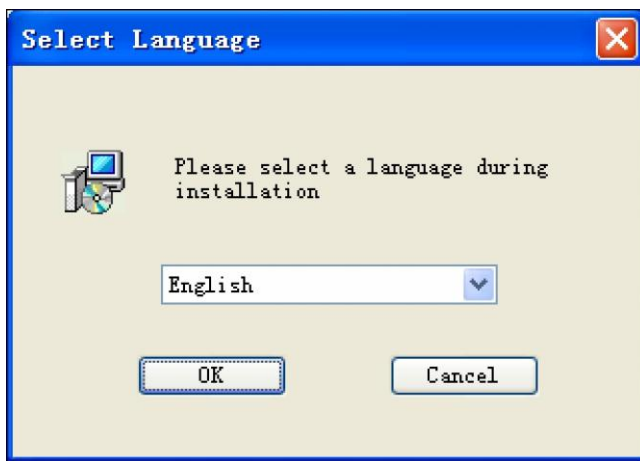 Select Language
Please select a language during
installation
English
OK
Cancel